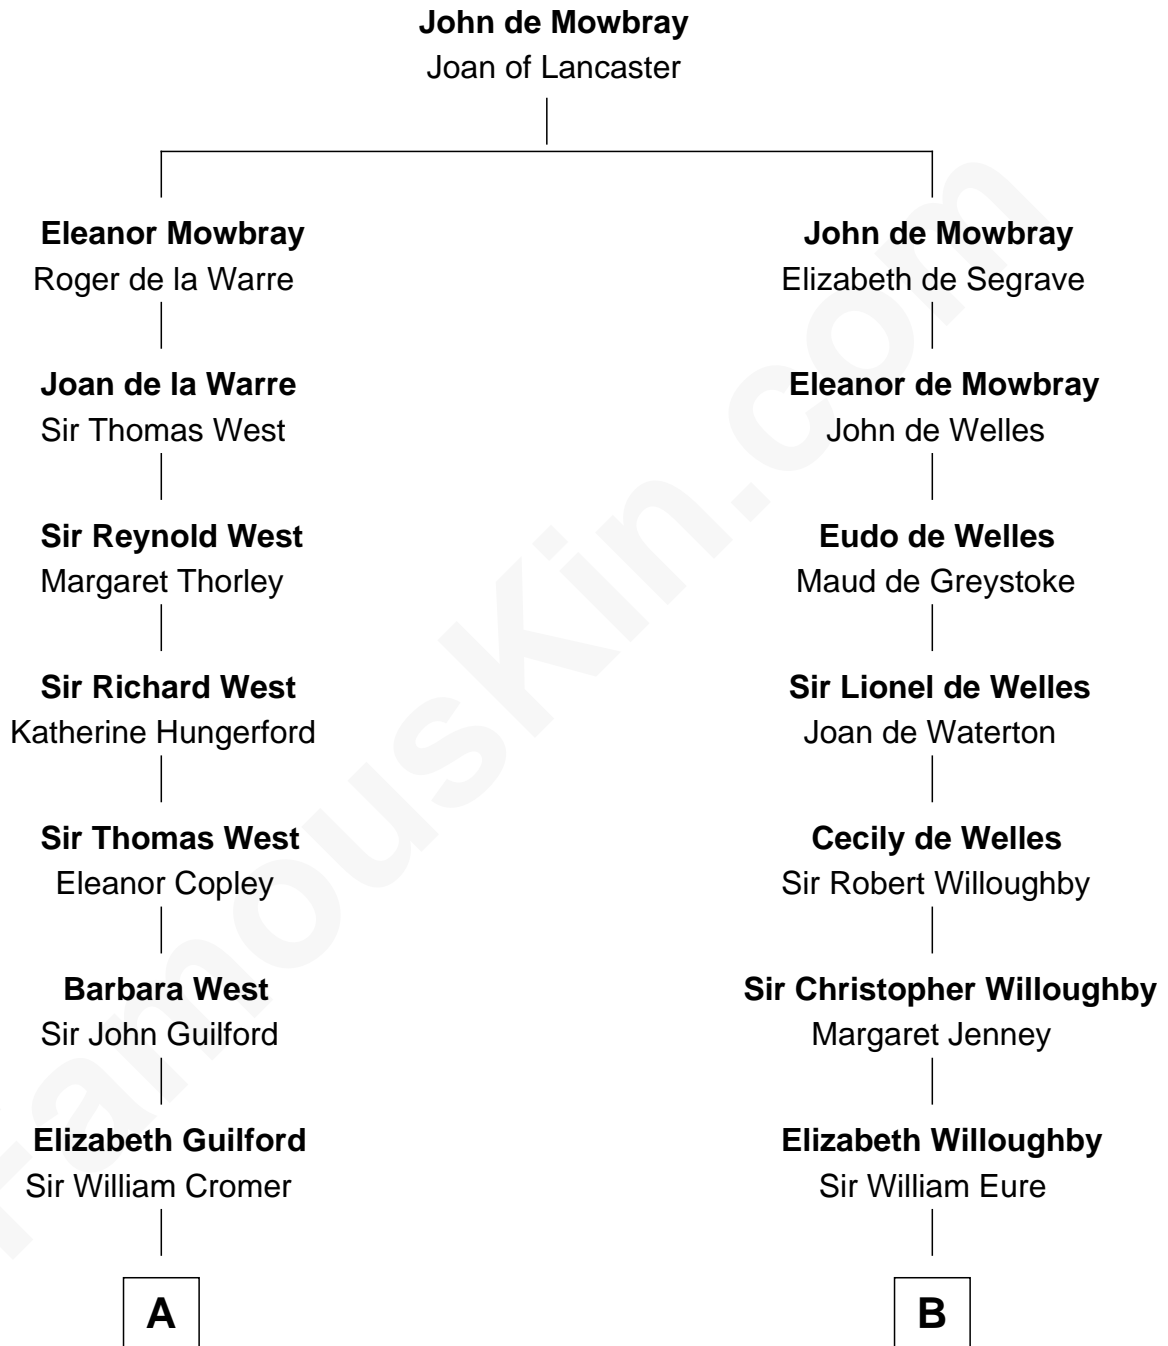 John de Mowbray
Joan of Lancaster
Eleanor Mowbray
Roger de la Warre
John de Mowbray
Elizabeth de Segrave
Joan de la Warre
Sir Thomas West
Eleanor de Mowbray
John de Welles
Sir Reynold West
Margaret Thorley
Eudo de Welles
Maud de Greystoke
Sir Richard West
Katherine Hungerford
Sir Lionel de Welles
Joan de Waterton
Sir Thomas West
Eleanor Copley
Cecily de Welles
Sir Robert Willoughby
Barbara West
Sir John Guilford
Sir Christopher Willoughby
Margaret Jenney
Elizabeth Guilford
Sir William Cromer
Elizabeth Willoughby
Sir William Eure
A
B
FamousKin.com